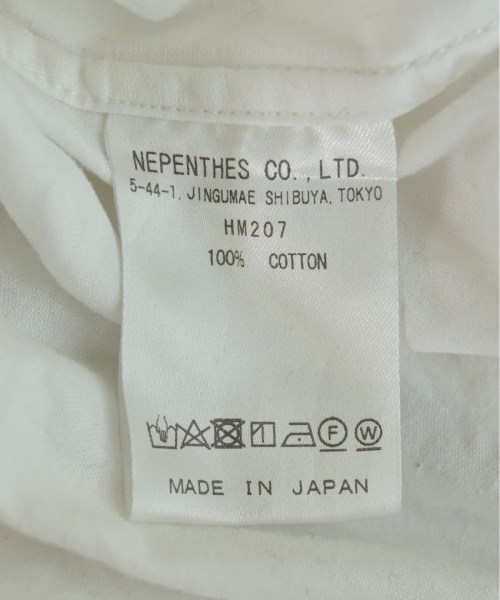 NEPENTHES CO.,LTD.
5-44-1, JINGUMAE SHIBUYA, TOKYO
HM207
100% COTTON
F W
MADE IN JAPAN